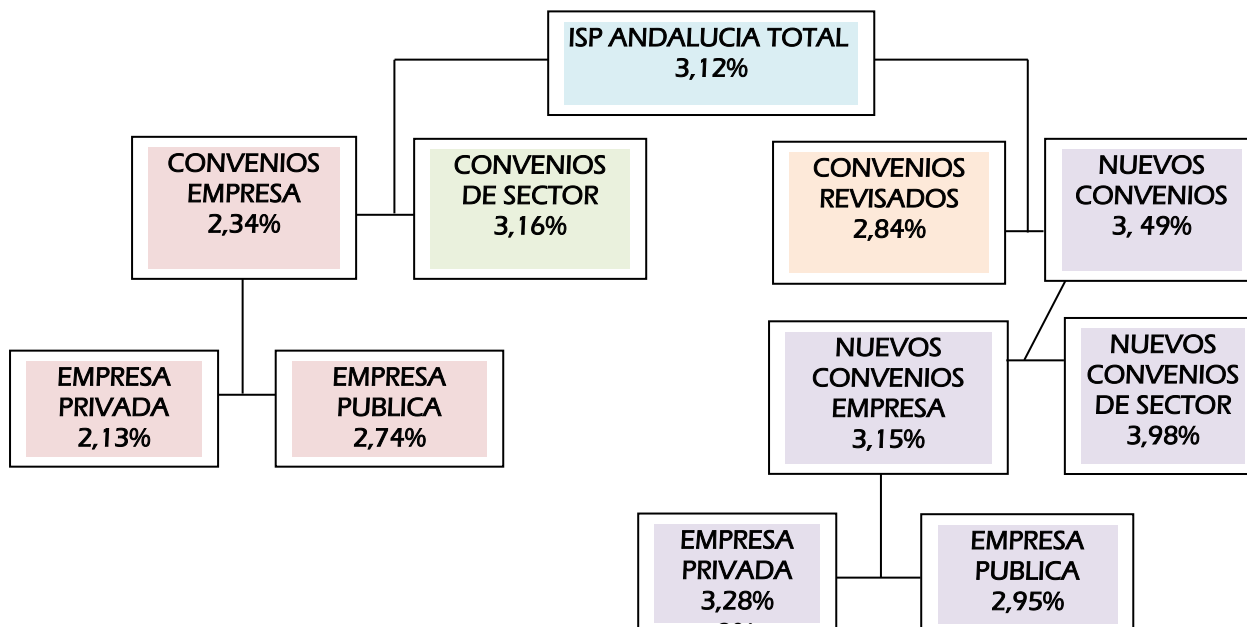 ISP ANDALUCIA TOTAL
3,12%
CONVENIOS
EMPRESA
2,34%
CONVENIOS
DE SECTOR
3,16%
CONVENIOS
REVISADOS
2,84%
NUEVOS
CONVENIOS
3, 49%
EMPRESA
PRIVADA
2,13%
EMPRESA
PUBLICA
2,74%
NUEVOS
CONVENIOS
EMPRESA
3,15%
NUEVOS
CONVENIOS
DE SECTOR
3,98%
EMPRESA
PRIVADA
3,28%
EMPRESA
PUBLICA
2,95%